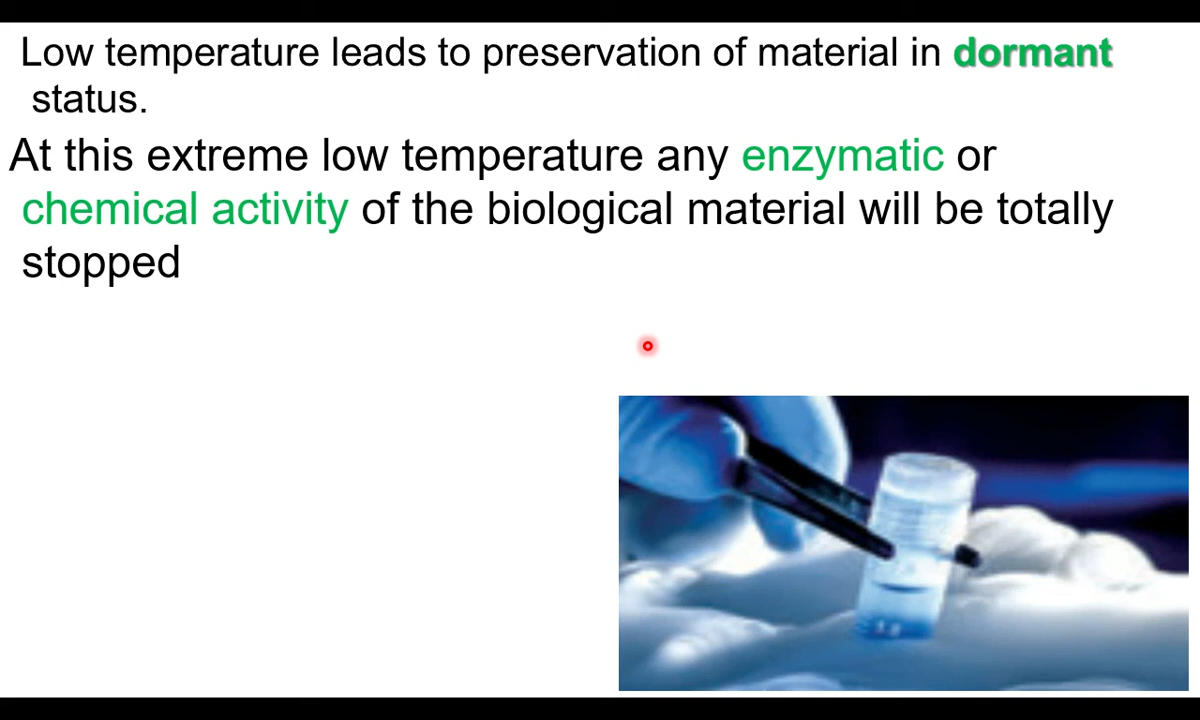 Low temperature leads to preservation of material in dormant
status.
At this extreme low temperature any enzymatic or
chemical activity of the biological material will be totally
stopped